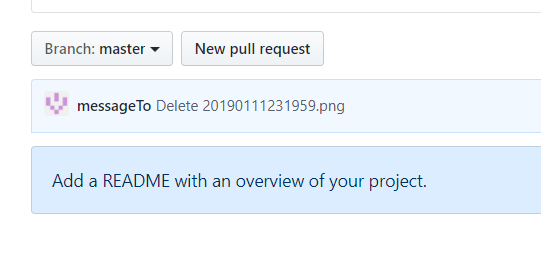 Branch: master
New pull request
messageTo Delete 20190111231959.png
Add a README with an overview of your project.